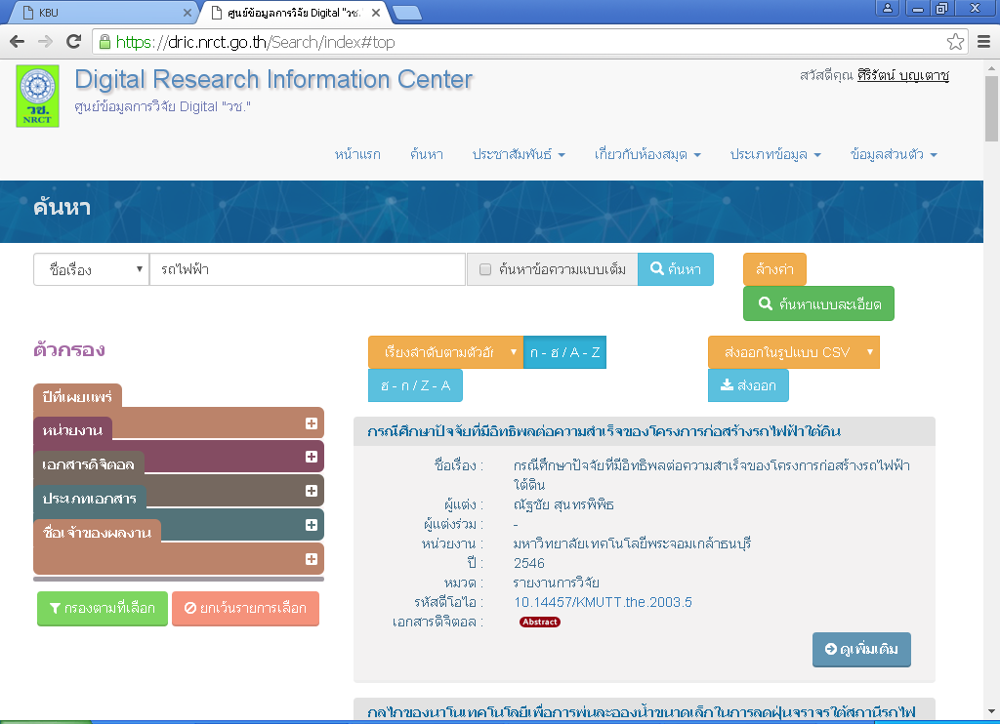 KBU
ศูนย์ข้อมูลการวิจัย Digital "วช.
https://dric.nrct.go.th/Search/index#top
Digital Research Information Center
ศูนย์ข้อมูลการวิจัย Digital "วช."
วช.
NRCT
สวัสดีคุณ ศิริรัตน์ บุญเตาชู
หน้าแรก ค้นหา ประชาสัมพันธ์ เกี่ยวกับห้องสมุด ประเภทข้อมูล ข้อมูลส่วนตัว
ค้นหา
ชื่อเรื่อง รถไฟฟ้า ค้นหาข้อความแบบเต็ม ค้นหา ล้างค่า
ค้นหาแบบละเอียด
ตัวกรอง
ปีที่เผยแพร่
หน่วยงาน
เอกสารดิจิตอล
ประเภทเอกสาร
ชื่อเจ้าของผลงาน
กรองตามที่เลือก ยกเว้นรายการเลือก
เรียงลำดับตามตัวอั ก - ฮ / A - Z ส่งออกในรูปแบบ CSV
ฮ - ก / Z - A ส่งออก
กรณีศึกษาปัจจัยที่มีอิทธิพลต่อความสำเร็จของโครงการก่อสร้างรถไฟฟ้าใต้ดิน
ชื่อเรื่อง : กรณีศึกษาปัจจัยที่มีอิทธิพลต่อความสำเร็จของโครงการก่อสร้างรถไฟฟ้า
ใต้ดิน
ผู้แต่ง : ณัฐชัย สุนทรพิพิธ
ผู้แต่งร่วม : -
หน่วยงาน : มหาวิทยาลัยเทคโนโลยีพระจอมเกล้าธนบุรี
ปี : 2546
หมวด : รายงานการวิจัย
รหัสดีโอไอ : 10.14457/KMUTT.the.2003.5
เอกสารดิจิตอล : Abstract
ดูเพิ่มเติม
กลไกของนาโนเทคโนโลยีเพื่อการพ่นละอองน้ำขนาดเล็กในการลดฝุ่นจราจรใต้สถานีรถไฟ